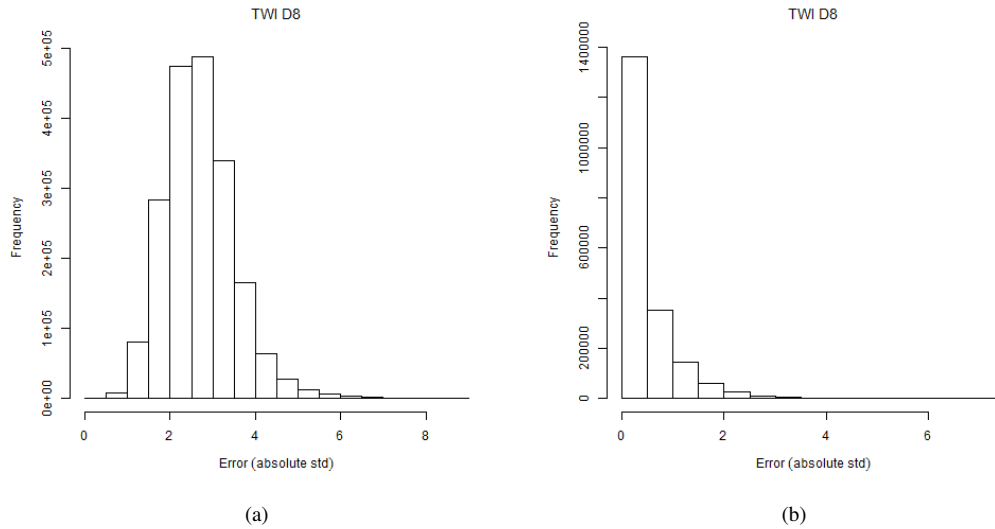 TWI D8
Frequency
5e+05
4e+05
3e+05
2e+05
1e+05
0e+00
0 2 4 6 8
Error (absolute std)
(a)
TWI D8
Frequency
1400000
1000000
600000
200000
0
0 2 4 6
Error (absolute std)
(b)